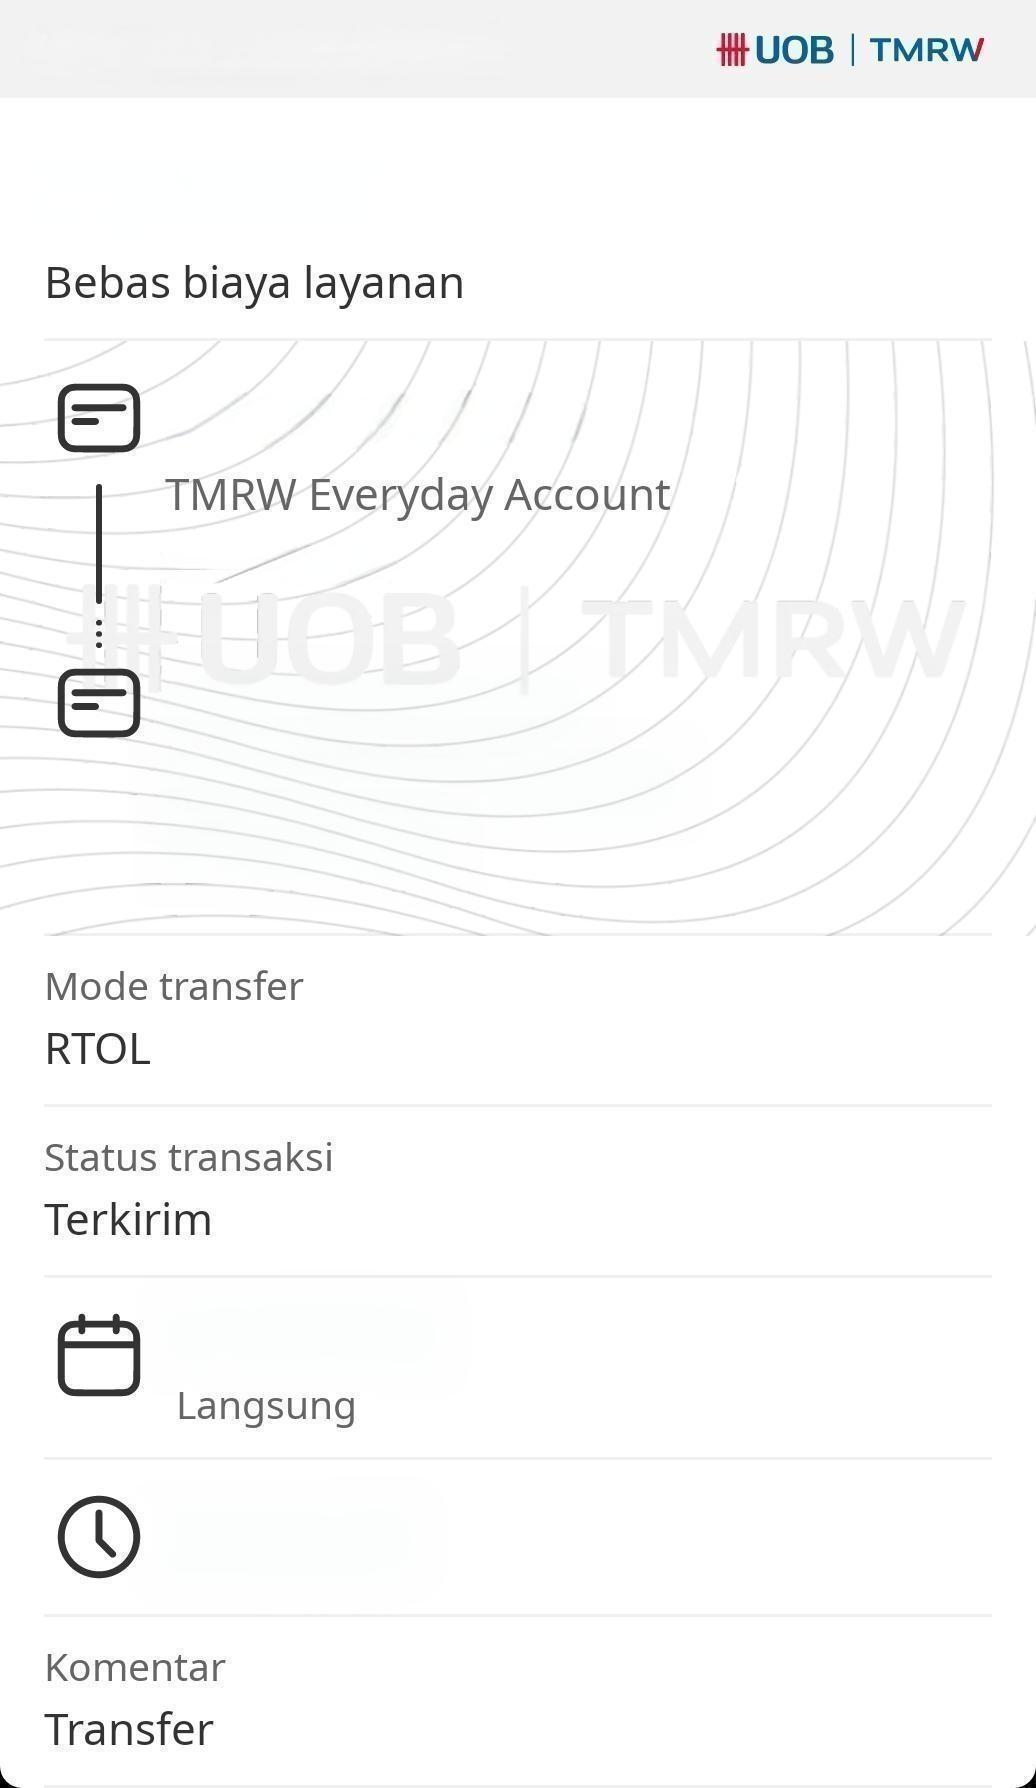 UOB | TMRW
Bebas biaya layanan
TMRW Everyday Account
UOB | TMRW
Mode transfer
RTOL
Status transaksi
Terkirim
Langsung
Komentar
Transfer